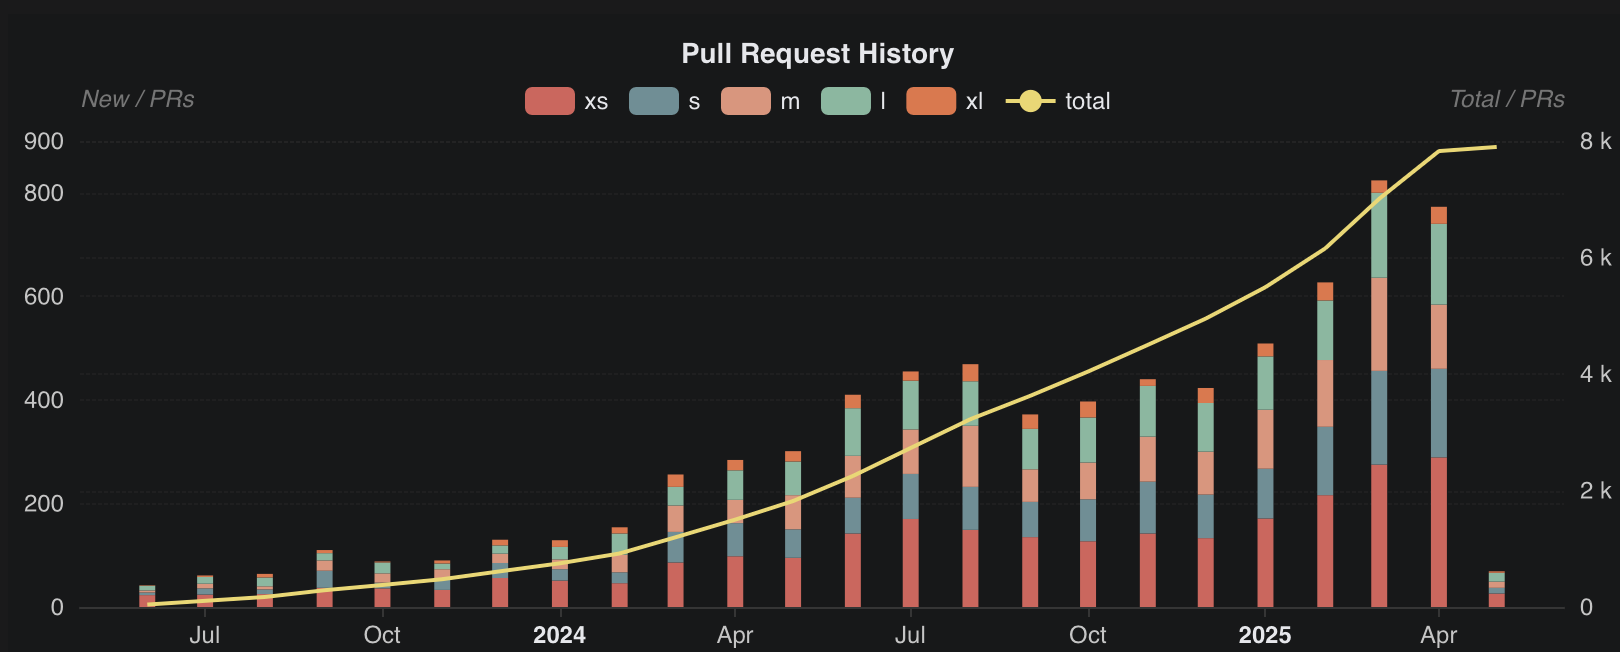 Pull Request History
New / PRs
xs s m l xl total
Total / PRs
900
800
600
400
200
0
8 k
6 k
4 k
2 k
0
Jul Oct 2024 Apr Jul Oct 2025 Apr